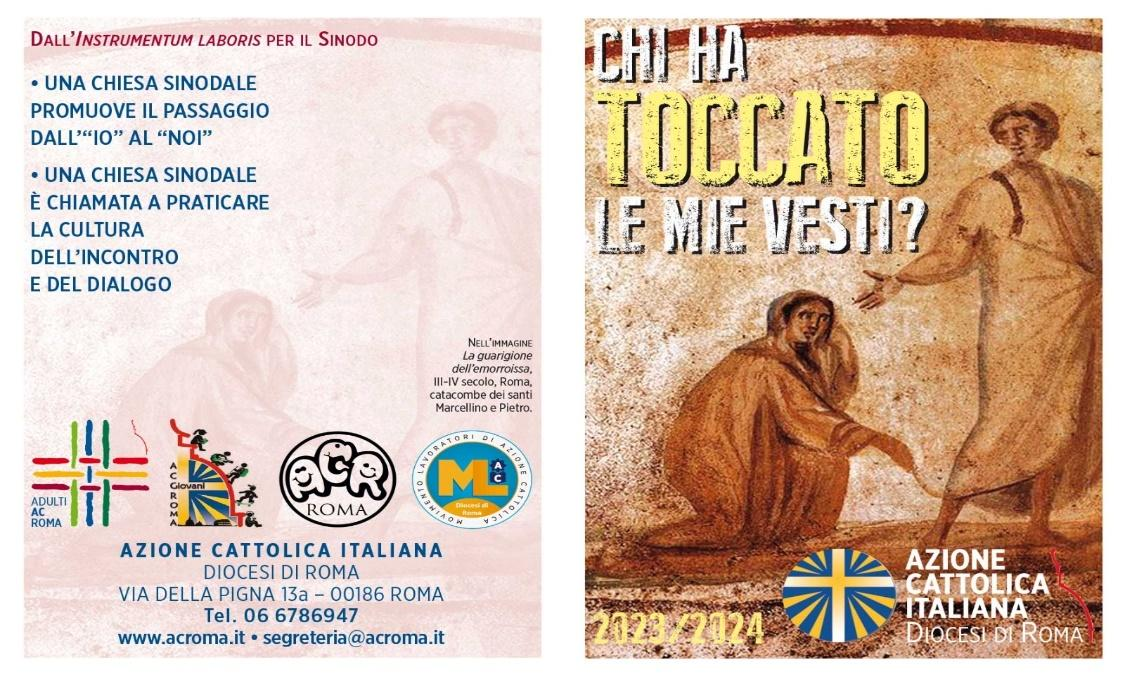 DALL'INSTRUMENTUM LABORIS PER IL SINODO
• UNA CHIESA SINODALE
PROMUOVE IL PASSAGGIO
DALL'“IO” AL “NOI”
• UNA CHIESA SINODALE
È CHIAMATA A PRATICARE
LA CULTURA
DELL'INCONTRO
E DEL DIALOGO
NELL'IMMAGINE
La guarigione
dell'emorroissa,
III-IV secolo, Roma,
catacombe dei santi
Marcellino e Pietro.
ADULTI
AC
ROMA
AC ROMA
Giovani
ACR
ROMA
MOVIMENTO LAVORATORI DI AZIONE CATTOLICA
ML
AC
Diocesi di
Roma
AZIONE CATTOLICA ITALIANA
DIOCESI DI ROMA
VIA DELLA PIGNA 13a – 00186 ROMA
Tel. 06 6786947
www.acroma.it • segreteria@acroma.it
CHI HA
TOCCATO
LE MIE VESTI?
2023/2024
AZIONE
CATTOLICA
ITALIANA
DIOCESI DI ROMA